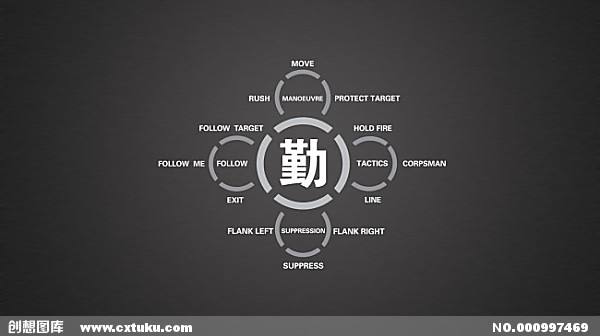 MOVE
RUSH MANOEUVRE PROTECT TARGET
FOLLOW TARGET HOLD FIRE
勤
FOLLOW ME FOLLOW TACTICS CORPSMAN
EXIT LINE
FLANK LEFT SUPPRESSION FLANK RIGHT
SUPPRESS
创想图库 www.cxtuku.com NO.000997469